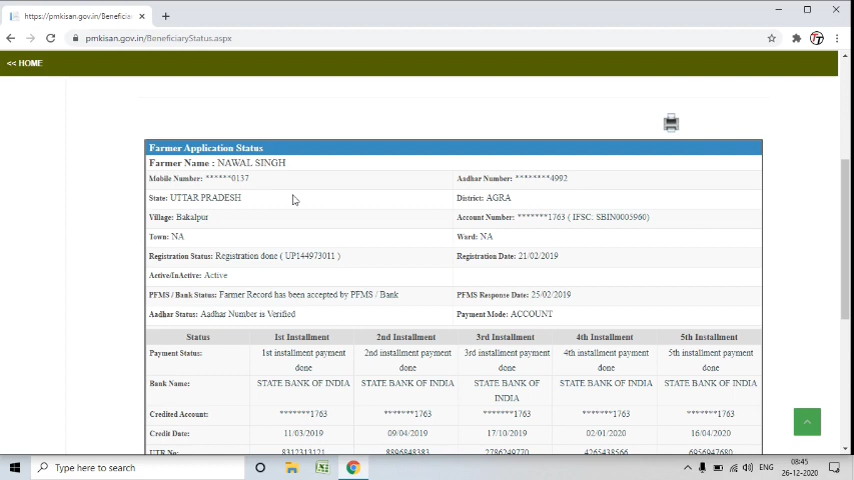 https://pmkisan.gov.in/Beneficia
pmkisan.gov.in/BeneficiaryStatus.aspx
<< HOME
Farmer Application Status
Farmer Name : NAWAL SINGH
Mobile Number: ******0137 Aadhar Number: ********4992
State: UTTAR PRADESH District: AGRA
Village: Bakalpur Account Number: *******1763 ( IFSC: SBIN0005960)
Town: NA Ward: NA
Registration Status: Registration done ( UP144973011 ) Registration Date: 21/02/2019
Active/InActive: Active
PFMS / Bank Status: Farmer Record has been accepted by PFMS / Bank PFMS Response Date: 25/02/2019
Aadhar Status: Aadhar Number is Verified Payment Mode: ACCOUNT
Status 1st Installment 2nd Installment 3rd Installment 4th Installment 5th Installment
Payment Status: 1st installment payment done 2nd installment payment done 3rd installment payment done 4th installment payment done 5th installment payment done
Bank Name: STATE BANK OF INDIA STATE BANK OF INDIA STATE BANK OF INDIA STATE BANK OF INDIA STATE BANK OF INDIA
Credited Account: *******1763 *******1763 *******1763 *******1763 *******1763
Credit Date: 11/03/2019 09/04/2019 17/10/2019 02/01/2020 16/04/2020
UTR No:
Type here to search
ENG
08:45
26-12-2020